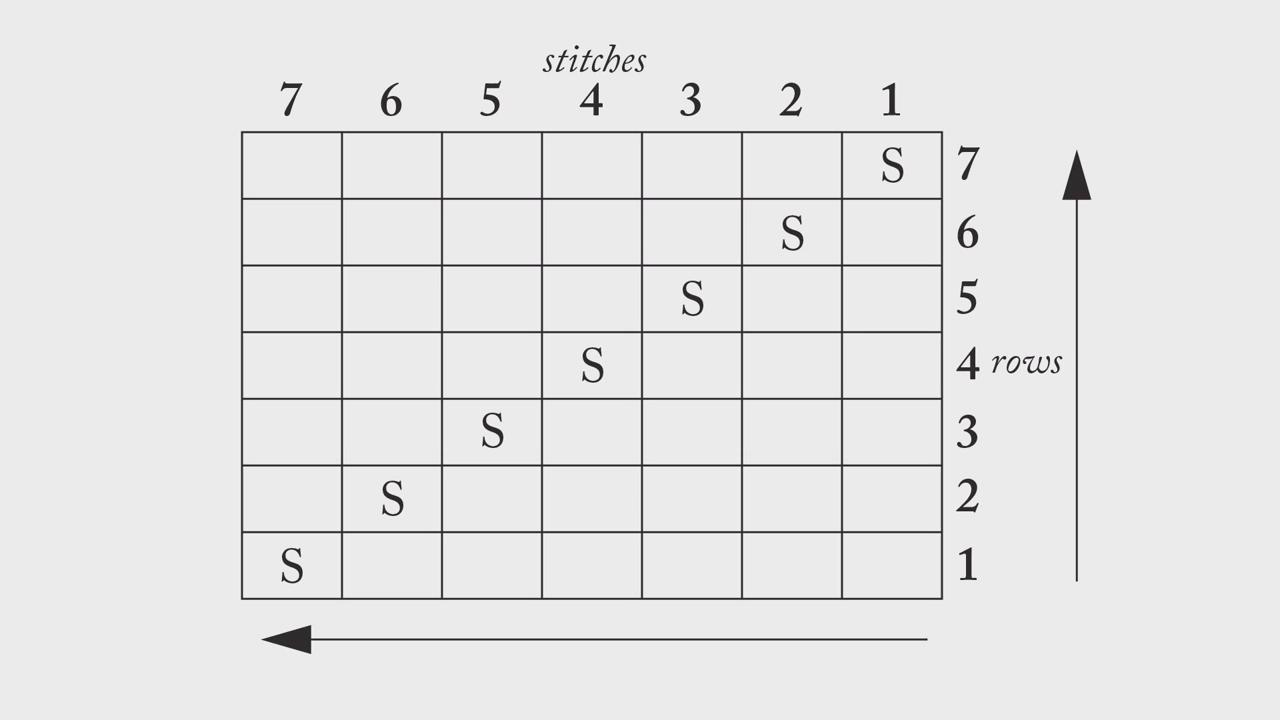 stitches
7 6 5 4 3 2 1
S 7
S 6
S 5
S 4 rows
S 3
S 2
S 1